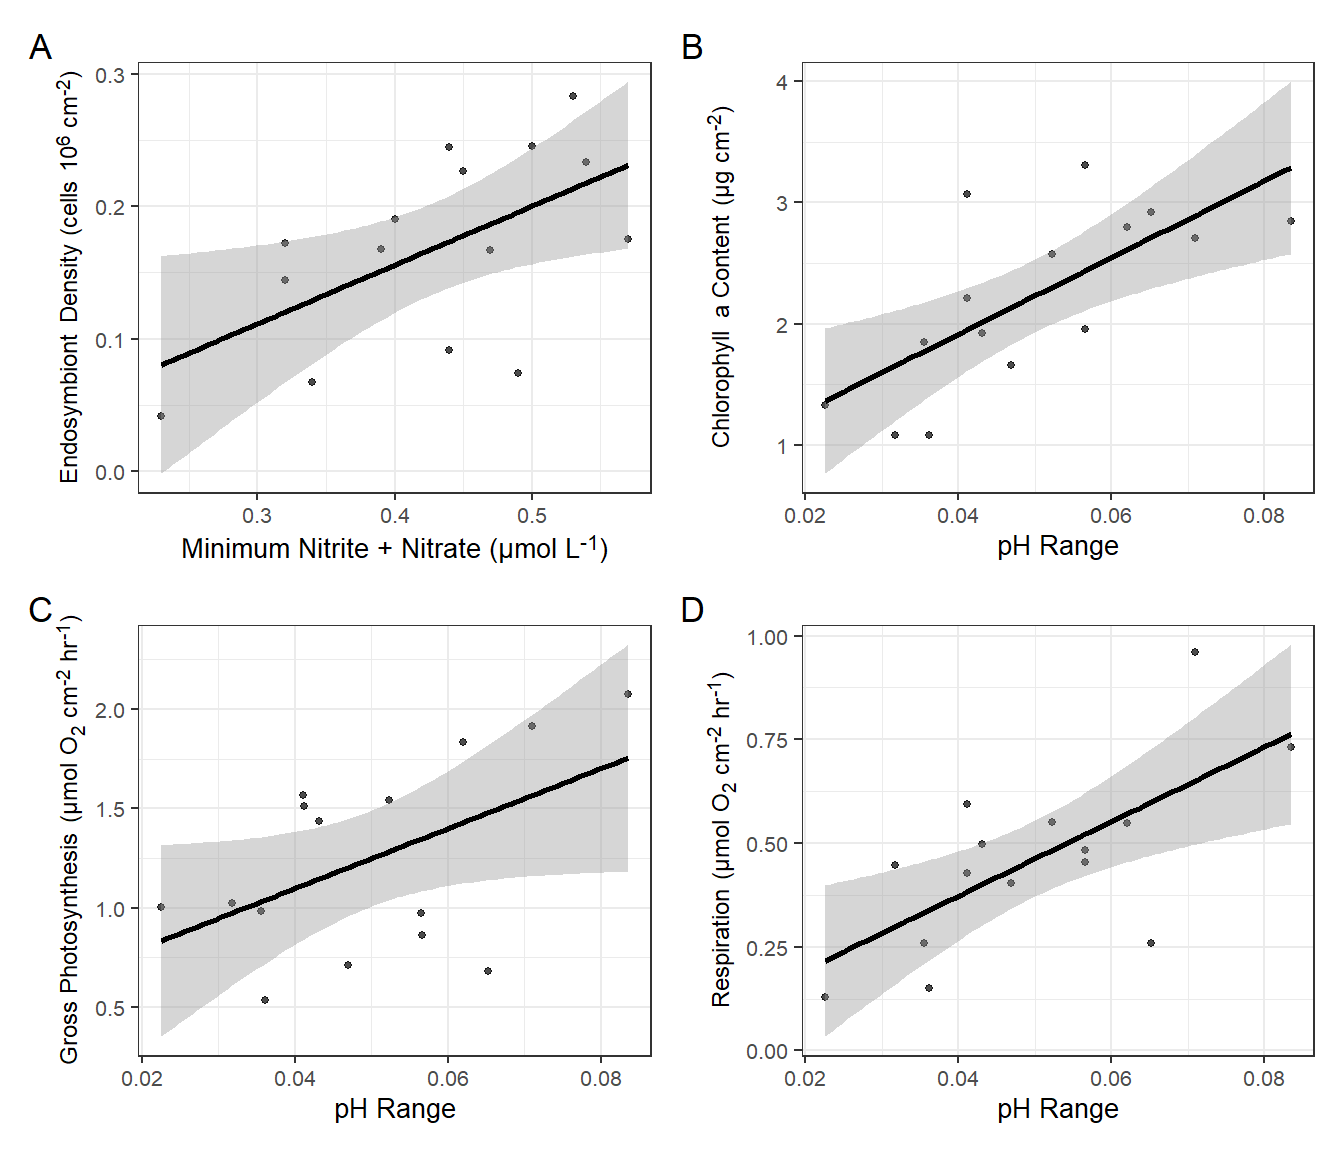 A
Endosymbiont Density (cells 10⁶ cm⁻²)
0.3
0.2
0.1
0.0
0.3 0.4 0.5
Minimum Nitrite + Nitrate (µmol L⁻¹)
B
Chlorophyll a Content (µg cm⁻²)
4
3
2
1
0.02 0.04 0.06 0.08
pH Range
C
Gross Photosynthesis (µmol O₂ cm⁻² hr⁻¹)
2.0
1.5
1.0
0.5
0.02 0.04 0.06 0.08
pH Range
D
Respiration (µmol O₂ cm⁻² hr⁻¹)
1.00
0.75
0.50
0.25
0.00
0.02 0.04 0.06 0.08
pH Range